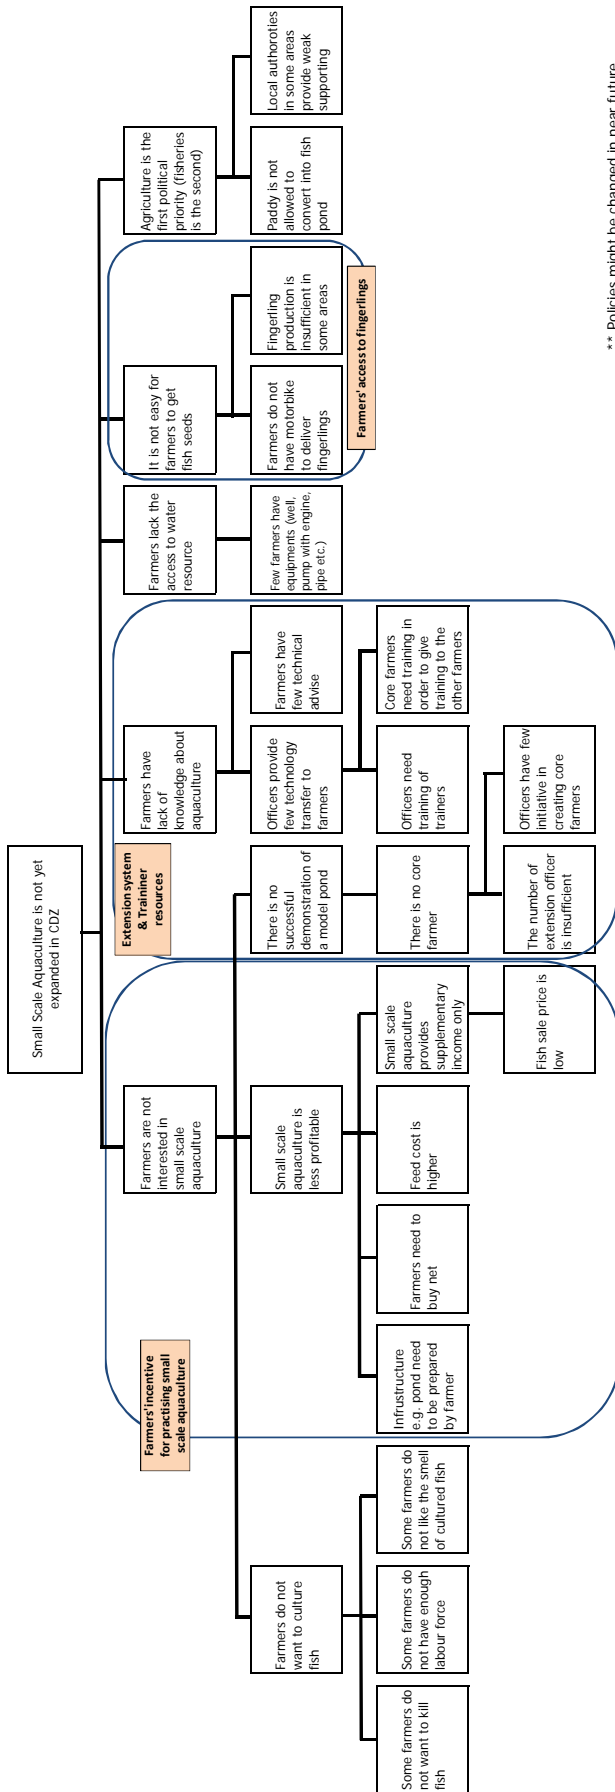 Small Scale Aquaculture is not yet
expanded in CDZ
Farmers are not
interested in
small scale
aquaculture
Farmers have
lack of
knowledge about
aquaculture
Farmers lack the
access to water
resource
It is not easy for
farmers to get
fish seeds
Agriculture is the
first political
priority (fisheries
is the second)
Farmers' incentive
for practising small
scale aquaculture
Extension system
& Traininer
resources
Farmers do not
want to culture
fish
Small scale
aquaculture is
less profitable
There is no
successful
demonstration of
a model pond
Officers provide
few technology
transfer to
farmers
Farmers have
few technical
advise
Few farmers have
equipments (well,
pump with engine,
pipe etc.)
Farmers do not
have motorbike
to deliver
fingerlings
Fingerling
production is
insufficient in
some areas
Paddy is not
allowed to
convert into fish
pond
Local authoroties
in some areas
provide weak
supporting
Farmers' access to fingerlings
Some farmers do
not want to kill
fish
Some farmers do
not have enough
labour force
Some farmers do
not like the smell
of cultured fish
Infrustructure
e.g. pond need
to be prepared
by farmer
Farmers need to
buy net
Feed cost is
higher
Small scale
aquaculture
provides
supplementary
income only
There is no core
farmer
Officers need
training of
trainers
Core farmers
need training in
order to give
training to the
other farmers
Fish sale price is
low
The number of
extension officer
is insufficient
Officers have few
initiative in
creating core
farmers
** Policies might be changed in near future